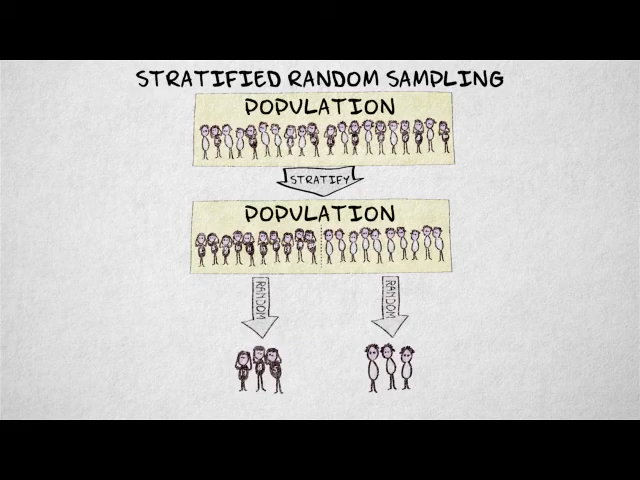 STRATIFIED RANDOM SAMPLING
POPULATION
STRATIFY
POPULATION
RANDOM
RANDOM